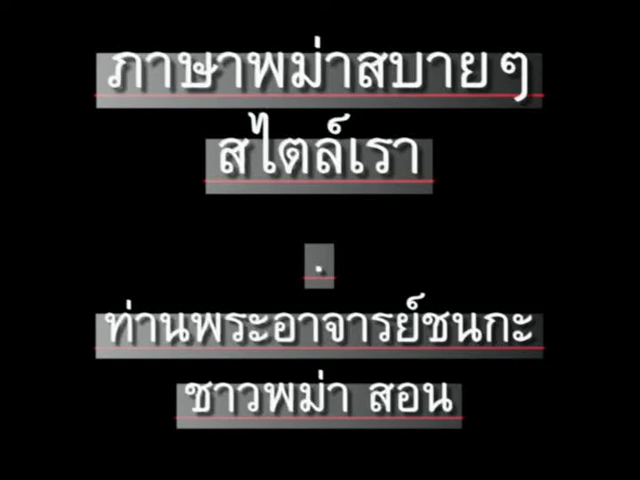 ภาษาพม่าสบายๆ
สไตล์เรา
.
ท่านพระอาจารย์ชนกะ
ชาวพม่า สอน